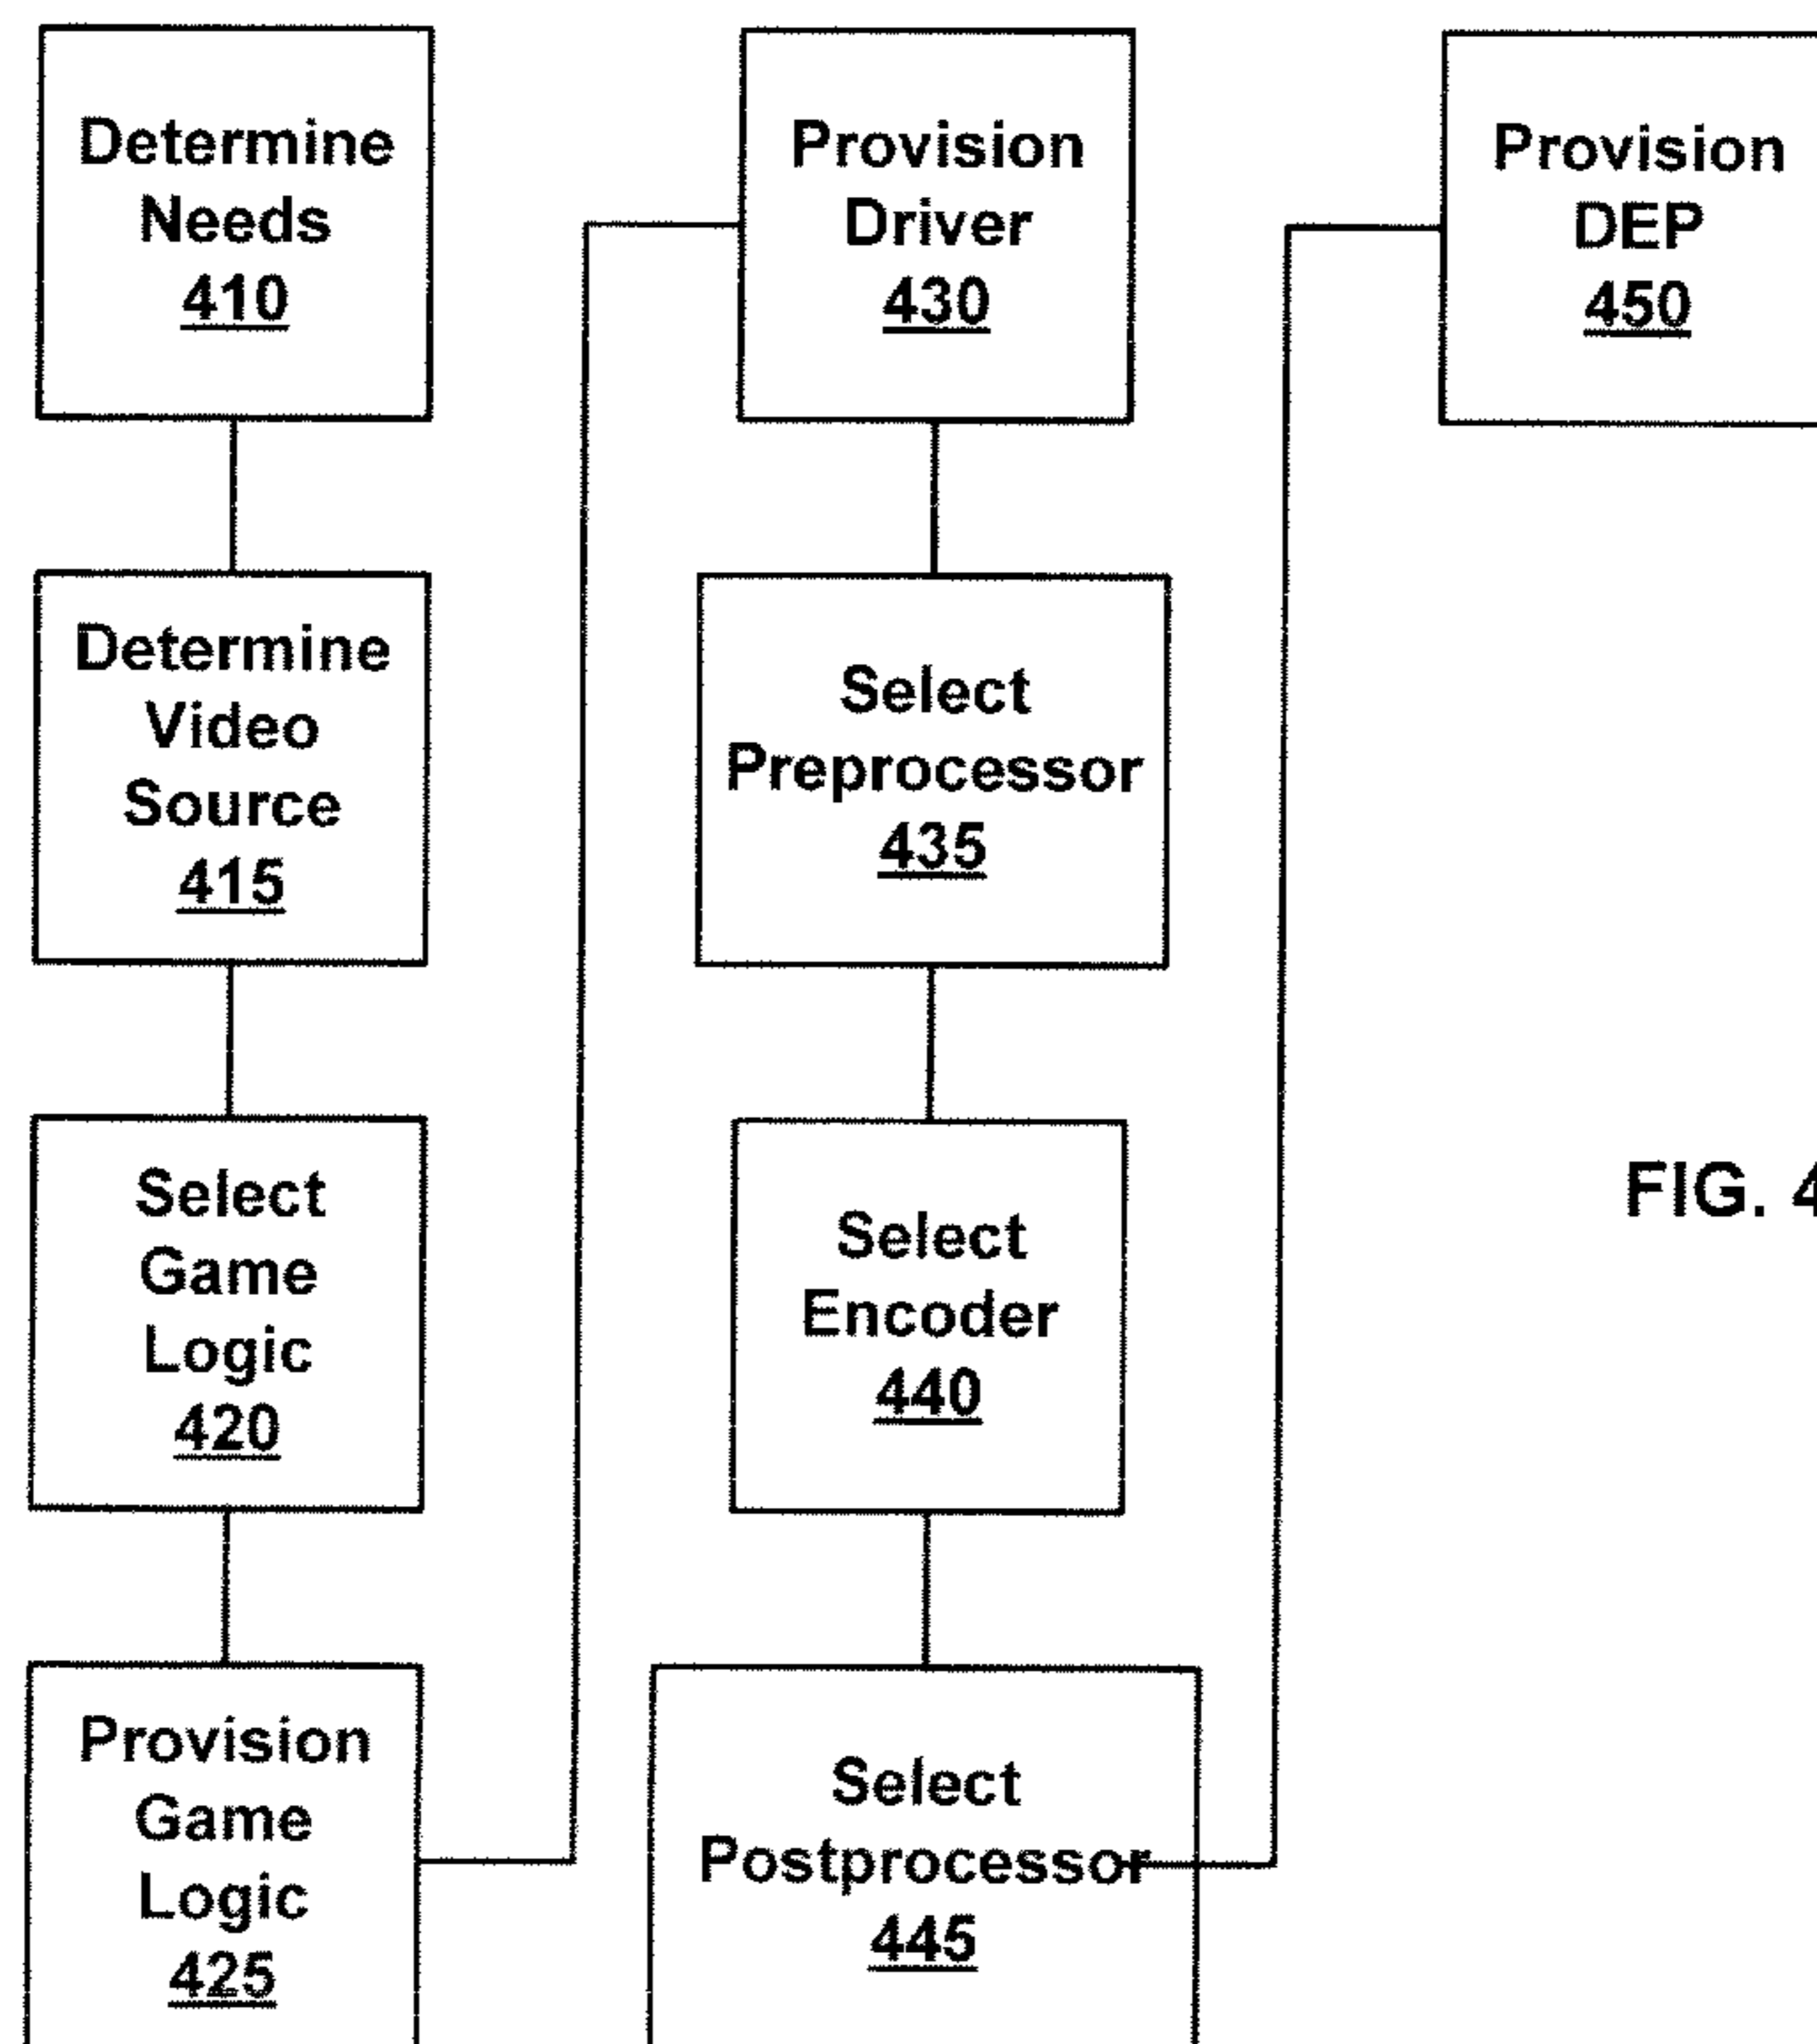 Determine
Needs
410
Determine
Video
Source
415
Select
Game
Logic
420
Provision
Game
Logic
425
Provision
Driver
430
Select
Preprocessor
435
Select
Encoder
440
Select
Postprocessor
445
Provision
DEP
450
FIG. 4